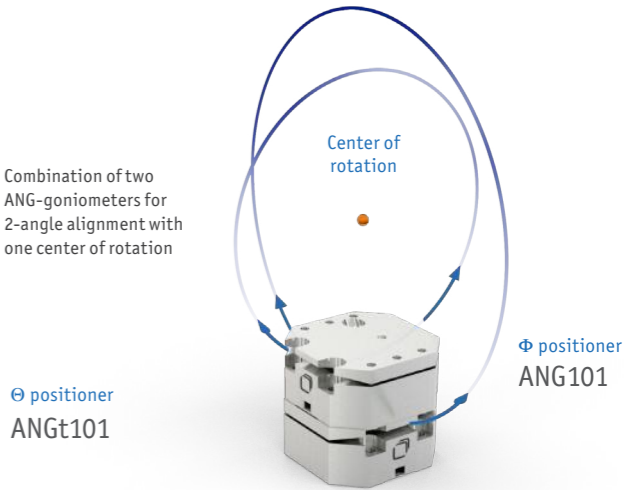 Center of
rotation
Combination of two
ANG-goniometers for
2-angle alignment with
one center of rotation
Φ positioner
ANG101
Θ positioner
ANGt101